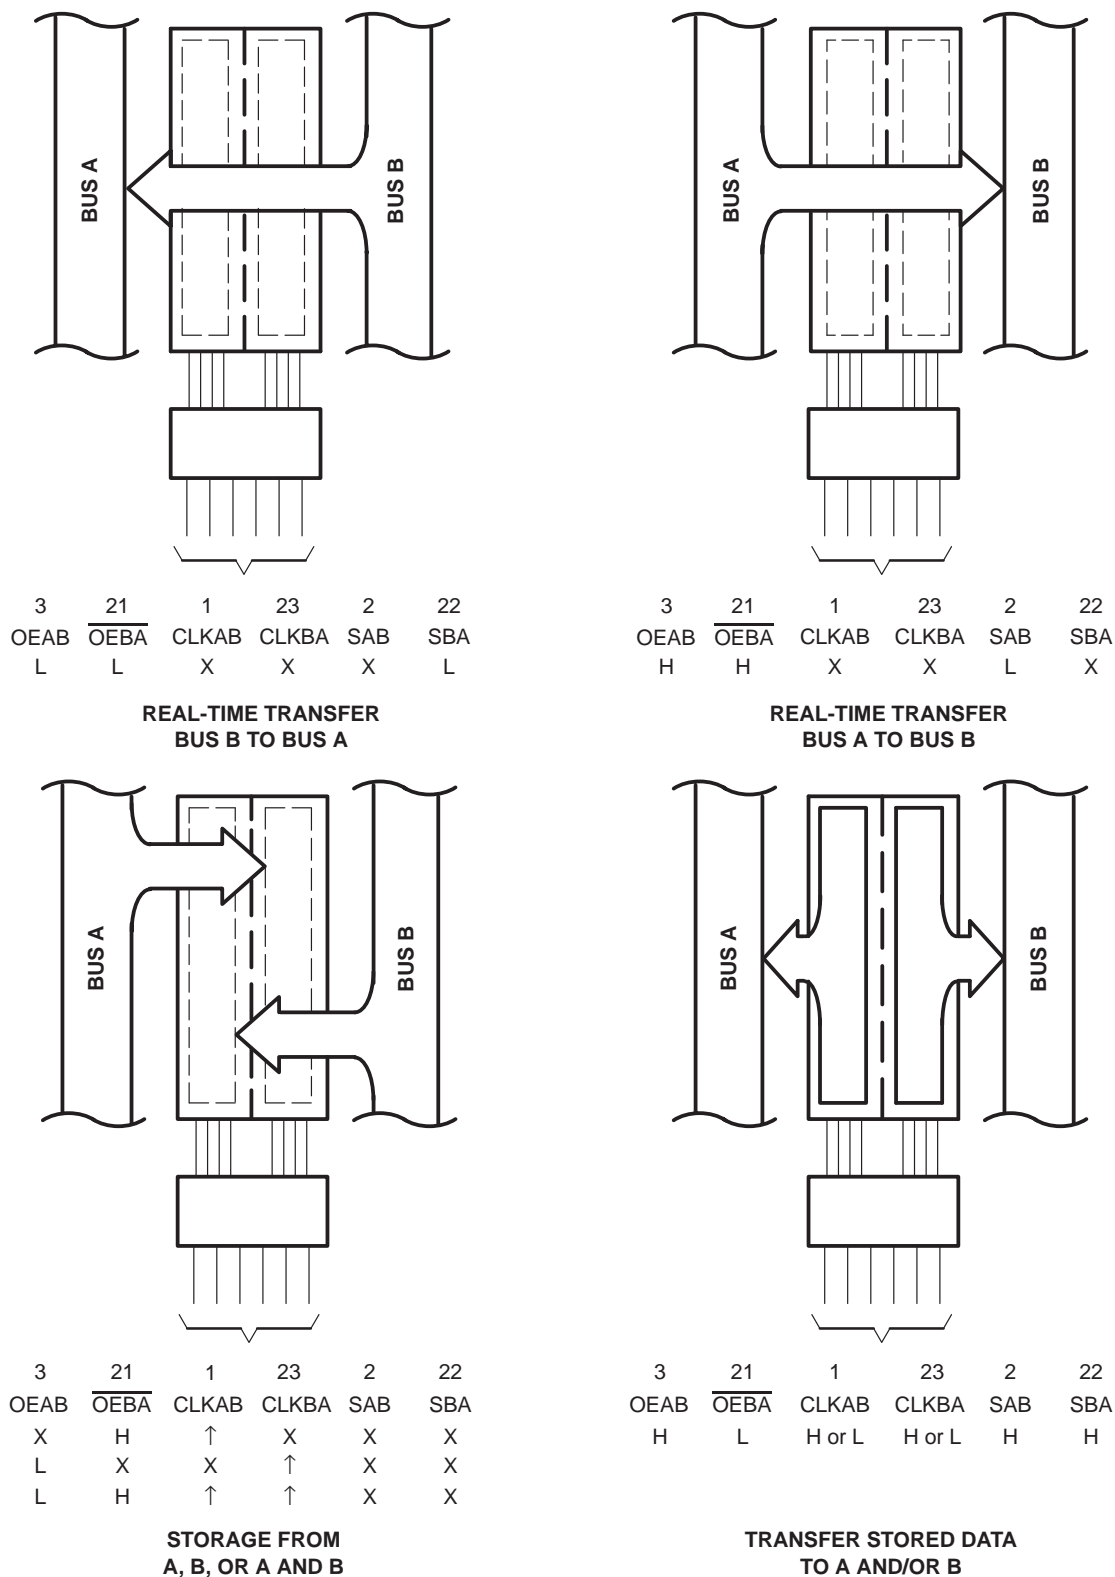 BUS A
BUS B
3 21 1 23 2 22
OEAB OEBA CLKAB CLKBA SAB SBA
L L X X X L
REAL-TIME TRANSFER
BUS B TO BUS A
BUS A
BUS B
3 21 1 23 2 22
OEAB OEBA CLKAB CLKBA SAB SBA
H H X X L X
REAL-TIME TRANSFER
BUS A TO BUS B
BUS A
BUS B
3 21 1 23 2 22
OEAB OEBA CLKAB CLKBA SAB SBA
X H ↑ X X X
L X X ↑ X X
L H ↑ ↑ X X
STORAGE FROM
A, B, OR A AND B
BUS A
BUS B
3 21 1 23 2 22
OEAB OEBA CLKAB CLKBA SAB SBA
H L H or L H or L H H
TRANSFER STORED DATA
TO A AND/OR B